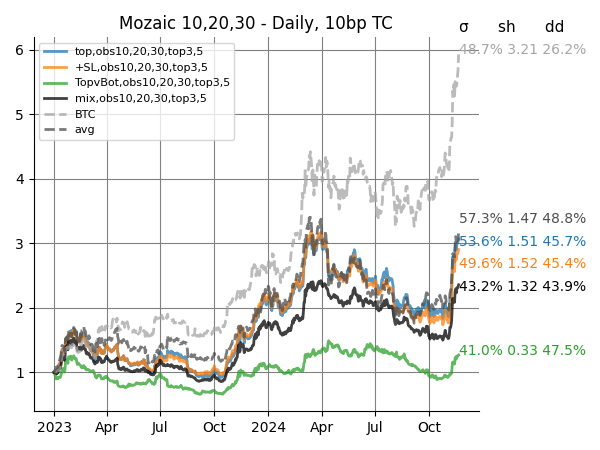 Mozaic 10,20,30 - Daily, 10bp TC
σ sh dd
top,obs10,20,30,top3,5
+SL,obs10,20,30,top3,5
TopvBot,obs10,20,30,top3,5
mix,obs10,20,30,top3,5
BTC
avg
48.7% 3.21 26.2%
57.3% 1.47 48.8%
53.6% 1.51 45.7%
49.6% 1.52 45.4%
43.2% 1.32 43.9%
41.0% 0.33 47.5%
6
5
4
3
2
1
2023 Apr Jul Oct 2024 Apr Jul Oct